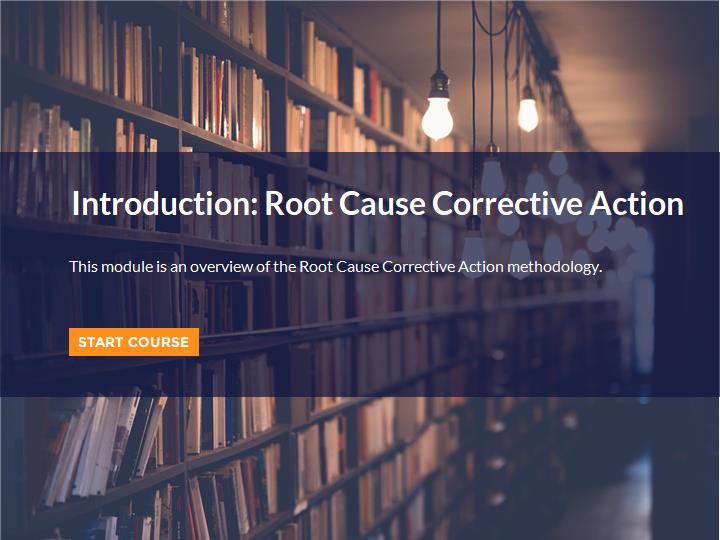 Introduction: Root Cause Corrective Action
This module is an overview of the Root Cause Corrective Action methodology.
START COURSE